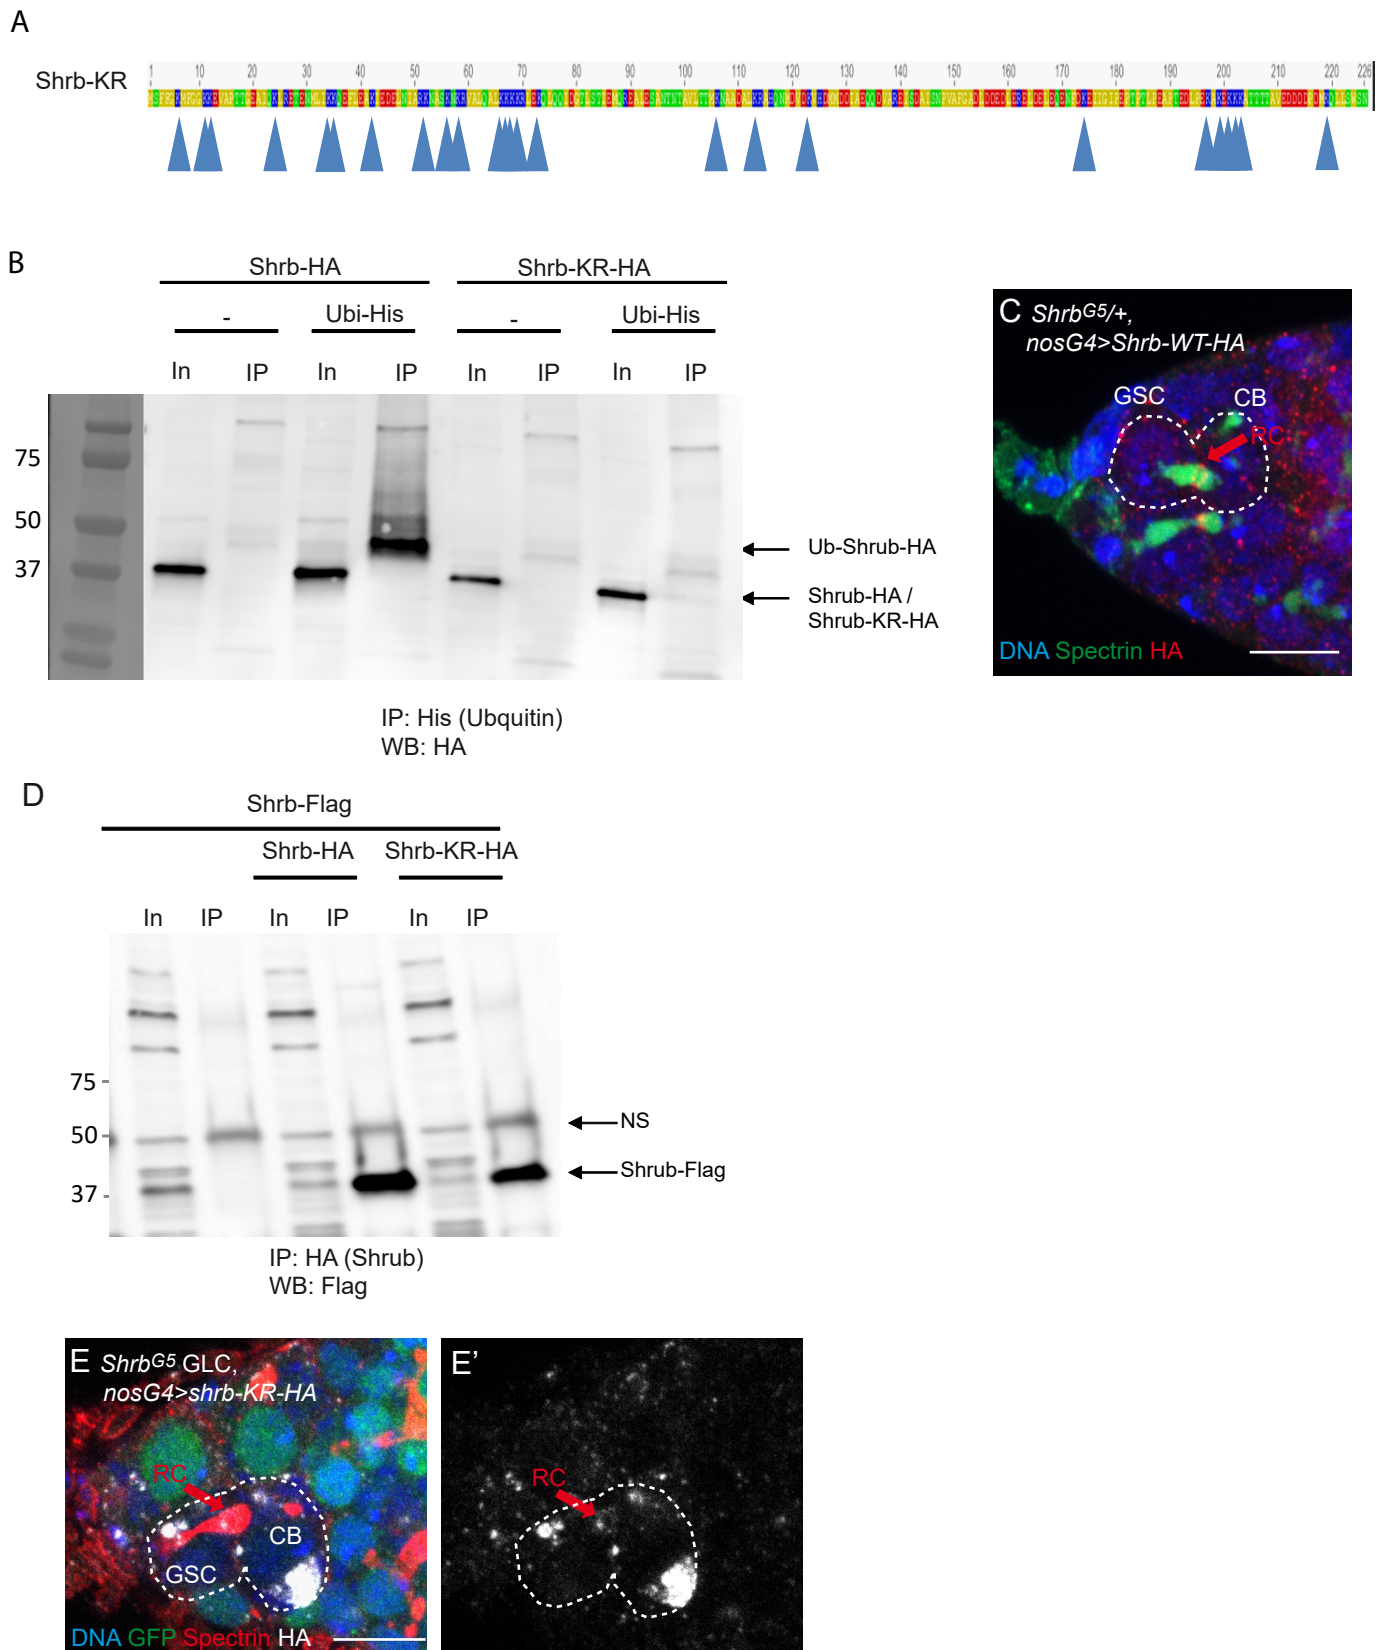 A
Shrb-KR
1 10 20 30 40 50 60 70 80 90 100 110 120 130 140 150 160 170 180 190 200 210 220 226
B
Shrb-HA Shrb-KR-HA
- Ubi-His - Ubi-His
In IP In IP In IP In IP
75
50
37
Ub-Shrub-HA
Shrub-HA /
Shrub-KR-HA
IP: His (Ubquitin)
WB: HA
C ShrbG5/+,
nosG4>Shrb-WT-HA
GSC CB
RC
DNA Spectrin HA
D
Shrb-Flag
Shrb-HA Shrb-KR-HA
In IP In IP In IP
75
50
37
NS
Shrub-Flag
IP: HA (Shrub)
WB: Flag
E ShrbG5 GLC,
nosG4>shrb-KR-HA
RC
CB
GSC
DNA GFP Spectrin HA
E'
RC